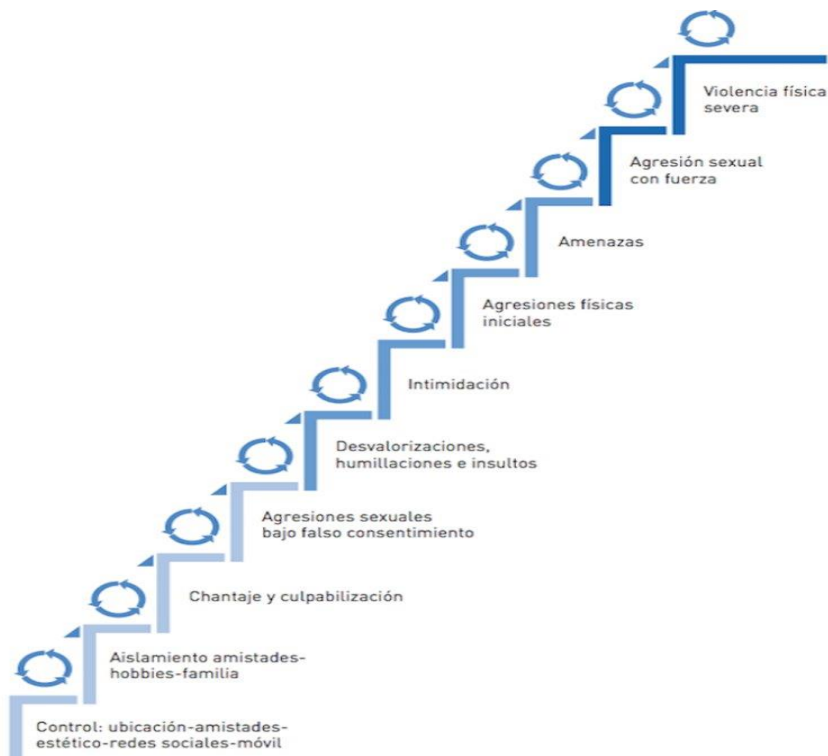 Violencia física
severa
Agresión sexual
con fuerza
Amenazas
Agresiones físicas
iniciales
Intimidación
Desvalorizaciones,
humillaciones e insultos
Agresiones sexuales
bajo falso consentimiento
Chantaje y culpabilización
Aislamiento amistades-
hobbies-familia
Control: ubicación-amistades-
estético-redes sociales-móvil